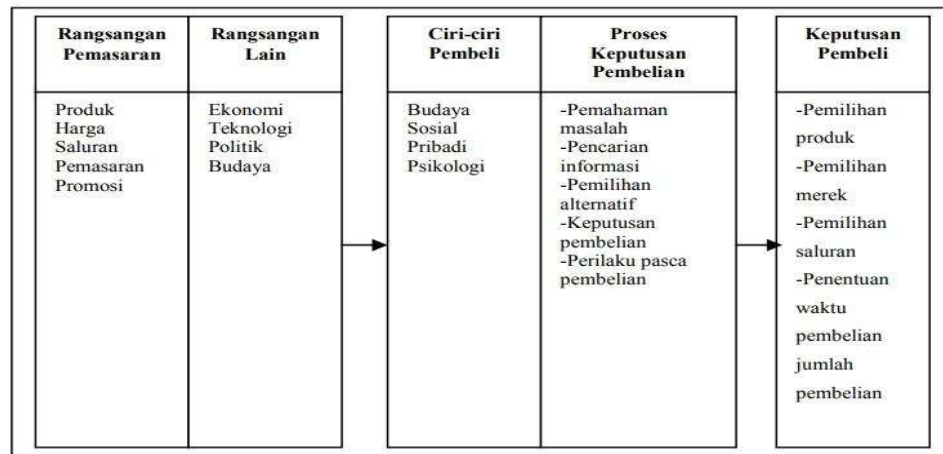 Rangsangan
Pemasaran
Produk
Harga
Saluran
Pemasaran
Promosi
Rangsangan
Lain
Ekonomi
Teknologi
Politik
Budaya
Ciri-ciri
Pembeli
Budaya
Sosial
Pribadi
Psikologi
Proses
Keputusan
Pembelian
-Pemahaman
masalah
-Pencarian
informasi
-Pemilihan
alternatif
-Keputusan
pembelian
-Perilaku pasca
pembelian
Keputusan
Pembeli
-Pemilihan
produk
-Pemilihan
merek
-Pemilihan
saluran
-Penentuan
waktu
pembelian
jumlah
pembelian